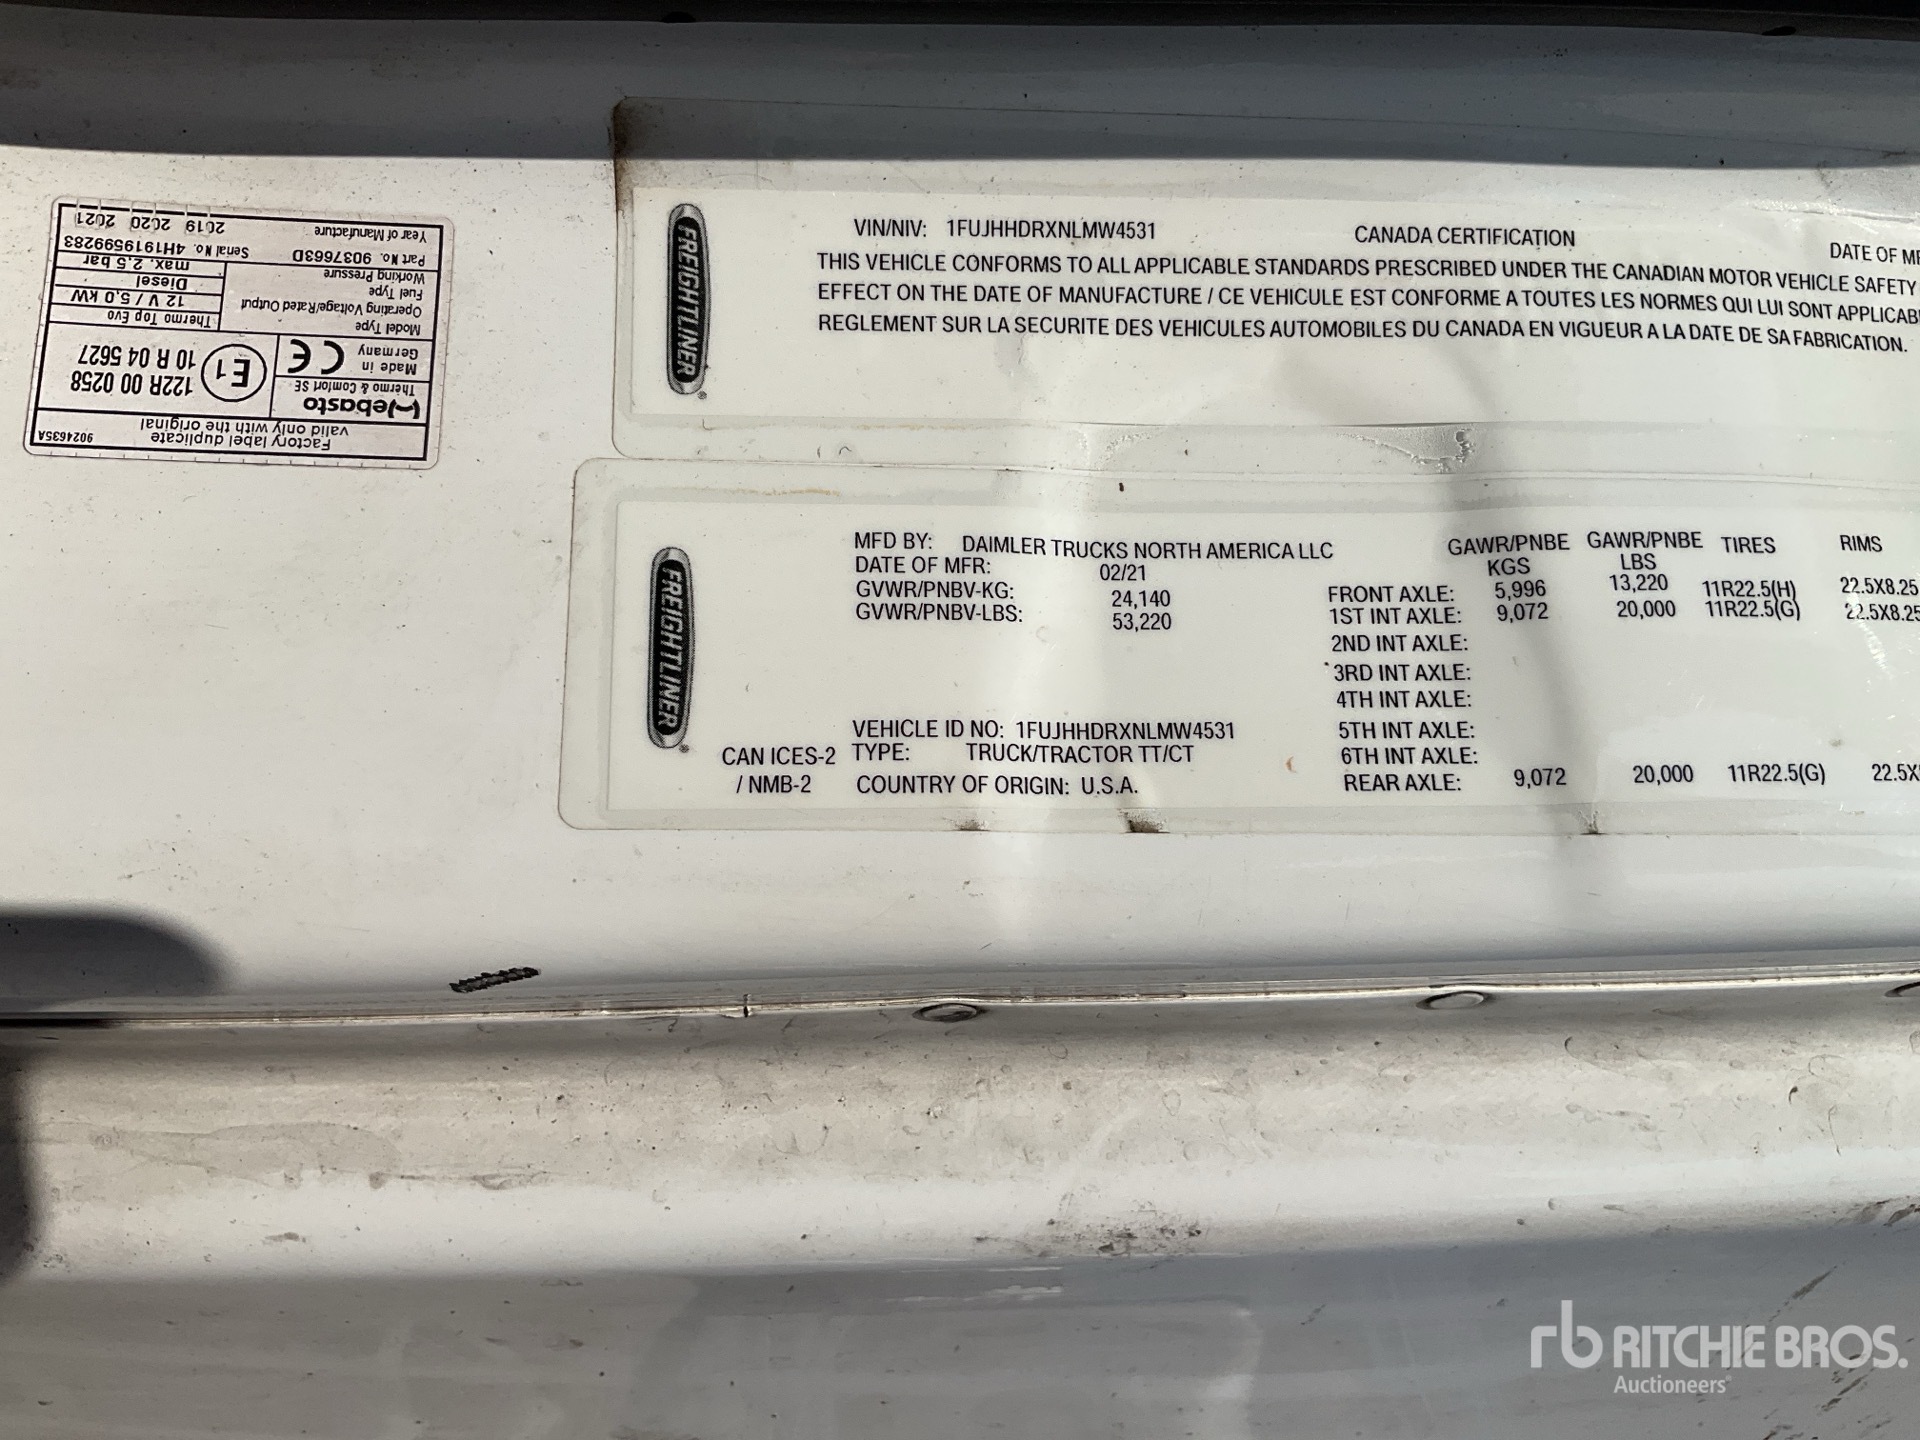 Factory label duplicate
valid only with the original
9024635A
Webasto
Thermo & Comfort SE
Made in
Germany
CE
E1
122R 00 0258
10 R 04 5627
Model Type Thermo Top Evo
Operating Voltage/Rated Output 12 V / 5,0 kW
Fuel Type Diesel
Working Pressure max. 2,5 bar
Part No. 9037663D Serial No. 4H1919599283
Year of Manufacture 2019 2020 2021
FREIGHTLINER®
VIN/NIV: 1FUJHHDRXNLMW4531 CANADA CERTIFICATION DATE OF MF
THIS VEHICLE CONFORMS TO ALL APPLICABLE STANDARDS PRESCRIBED UNDER THE CANADIAN MOTOR VEHICLE SAFETY
EFFECT ON THE DATE OF MANUFACTURE / CE VEHICULE EST CONFORME A TOUTES LES NORMES QUI LUI SONT APPLICAB
REGLEMENT SUR LA SECURITE DES VEHICULES AUTOMOBILES DU CANADA EN VIGUEUR A LA DATE DE SA FABRICATION.
FREIGHTLINER®
MFD BY: DAIMLER TRUCKS NORTH AMERICA LLC
DATE OF MFR: 02/21
GVWR/PNBV-KG: 24,140
GVWR/PNBV-LBS: 53,220
VEHICLE ID NO: 1FUJHHDRXNLMW4531
CAN ICES-2 TYPE: TRUCK/TRACTOR TT/CT
/ NMB-2 COUNTRY OF ORIGIN: U.S.A.
GAWR/PNBE GAWR/PNBE TIRES RIMS
KGS LBS
FRONT AXLE: 5,996 13,220 11R22.5(H) 22.5X8.25
1ST INT AXLE: 9,072 20,000 11R22.5(G) 22.5X8.25
2ND INT AXLE:
3RD INT AXLE:
4TH INT AXLE:
5TH INT AXLE:
6TH INT AXLE:
REAR AXLE: 9,072 20,000 11R22.5(G) 22.5X
rb RITCHIE BROS.
Auctioneers